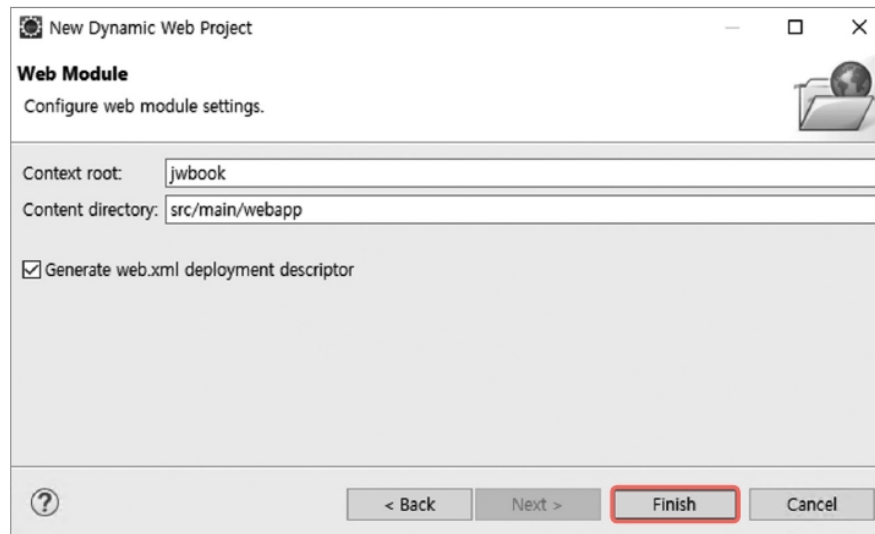 New Dynamic Web Project
Web Module
Configure web module settings.
Context root: jwbook
Content directory: src/main/webapp
Generate web.xml deployment descriptor
? < Back Next > Finish Cancel